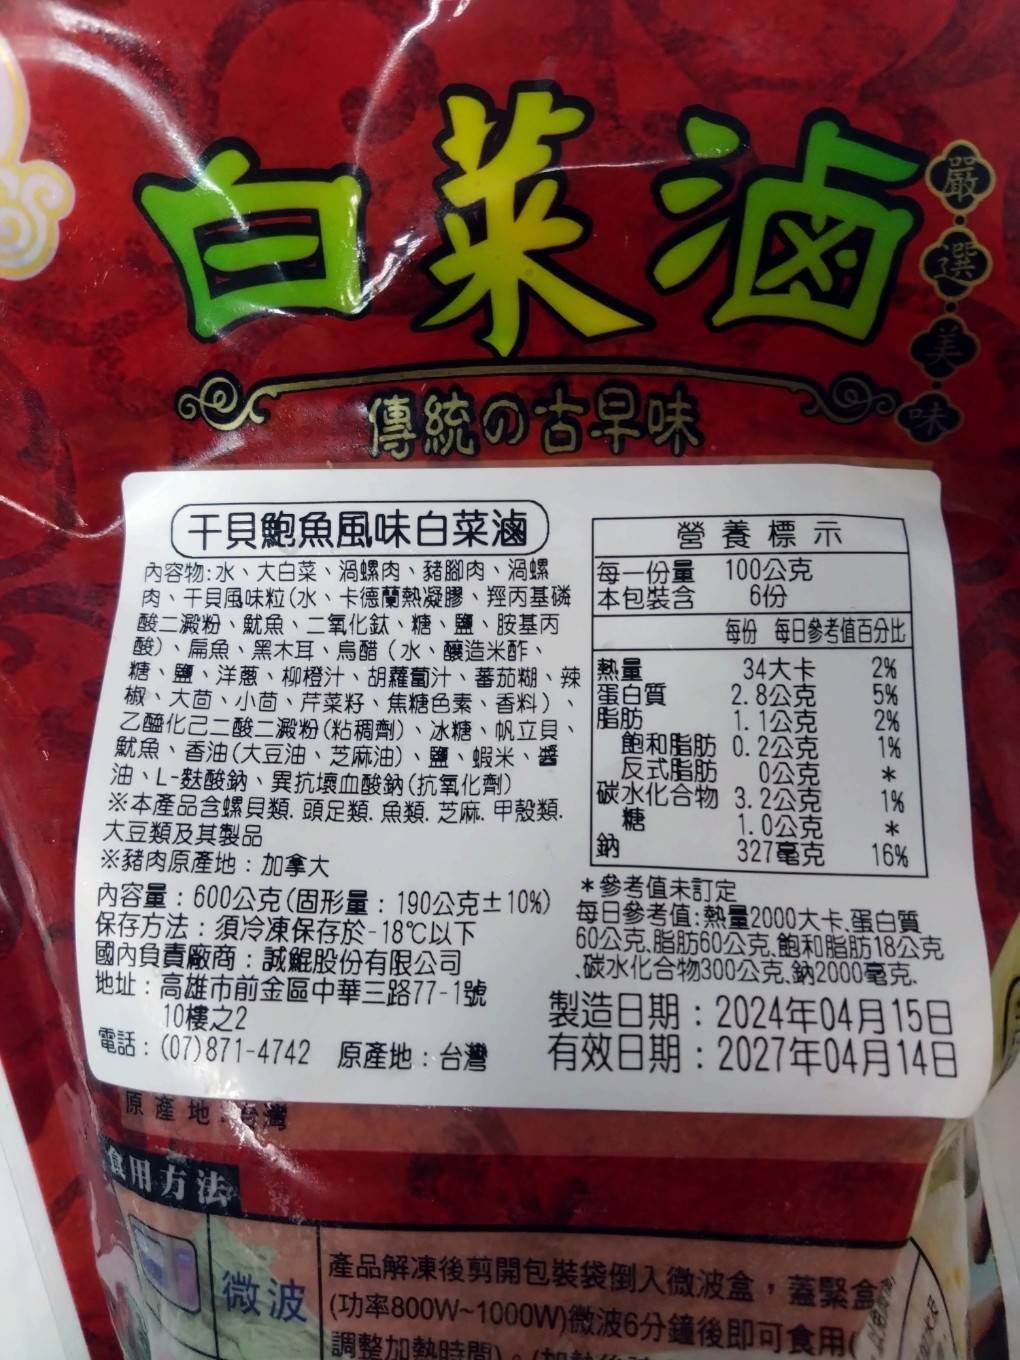 白菜滷
嚴選美味
傳統の古早味
干貝鮑魚風味白菜滷
內容物:水、大白菜、渦螺肉、豬腳肉、渦螺
肉、干貝風味粒(水、卡德蘭熱凝膠、羥丙基磷
酸二澱粉、魷魚、二氧化鈦、糖、鹽、胺基丙
酸)、扁魚、黑木耳、烏醋(水、釀造米酢、
糖、鹽、洋蔥、柳橙汁、胡蘿蔔汁、蕃茄糊、辣
椒、大茴、小茴、芹菜籽、焦糖色素、香料)、
乙醯化己二酸二澱粉(粘稠劑)、冰糖、帆立貝、
魷魚、香油(大豆油、芝麻油)、鹽、蝦米、醬
油、L-麩酸鈉、異抗壞血酸鈉(抗氧化劑)
※本產品含螺貝類.頭足類.魚類.芝麻.甲殼類.
大豆類及其製品
※豬肉原產地：加拿大
內容量：600公克(固形量：190公克±10%)
保存方法：須冷凍保存於-18℃以下
國內負責廠商：誠鯤股份有限公司
地址：高雄市前金區中華三路77-1號
10樓之2
電話：(07)871-4742 原產地：台灣
營養標示
每一份量 100公克
本包裝含 6份
每份 每日參考值百分比
熱量 34大卡 2%
蛋白質 2.8公克 5%
脂肪 1.1公克 2%
飽和脂肪 0.2公克 1%
反式脂肪 0公克 *
碳水化合物 3.2公克 1%
糖 1.0公克 *
鈉 327毫克 16%
*參考值未訂定
每日參考值:熱量2000大卡.蛋白質
60公克.脂肪60公克.飽和脂肪18公克
.碳水化合物300公克.鈉2000毫克.
製造日期：2024年04月15日
有效日期：2027年04月14日
原產地：台灣
食用方法
微波
產品解凍後剪開包裝袋倒入微波盒，蓋緊盒
(功率800W~1000W)微波6分鐘後即可食用(
調整加熱時間)。(加熱